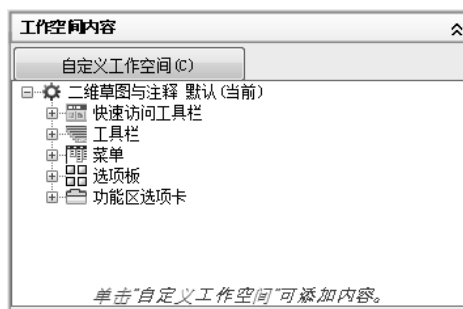 工作空间内容
自定义工作空间(C)
二维草图与注释 默认(当前)
快速访问工具栏
工具栏
菜单
选项板
功能区选项卡
单击"自定义工作空间"可添加内容。